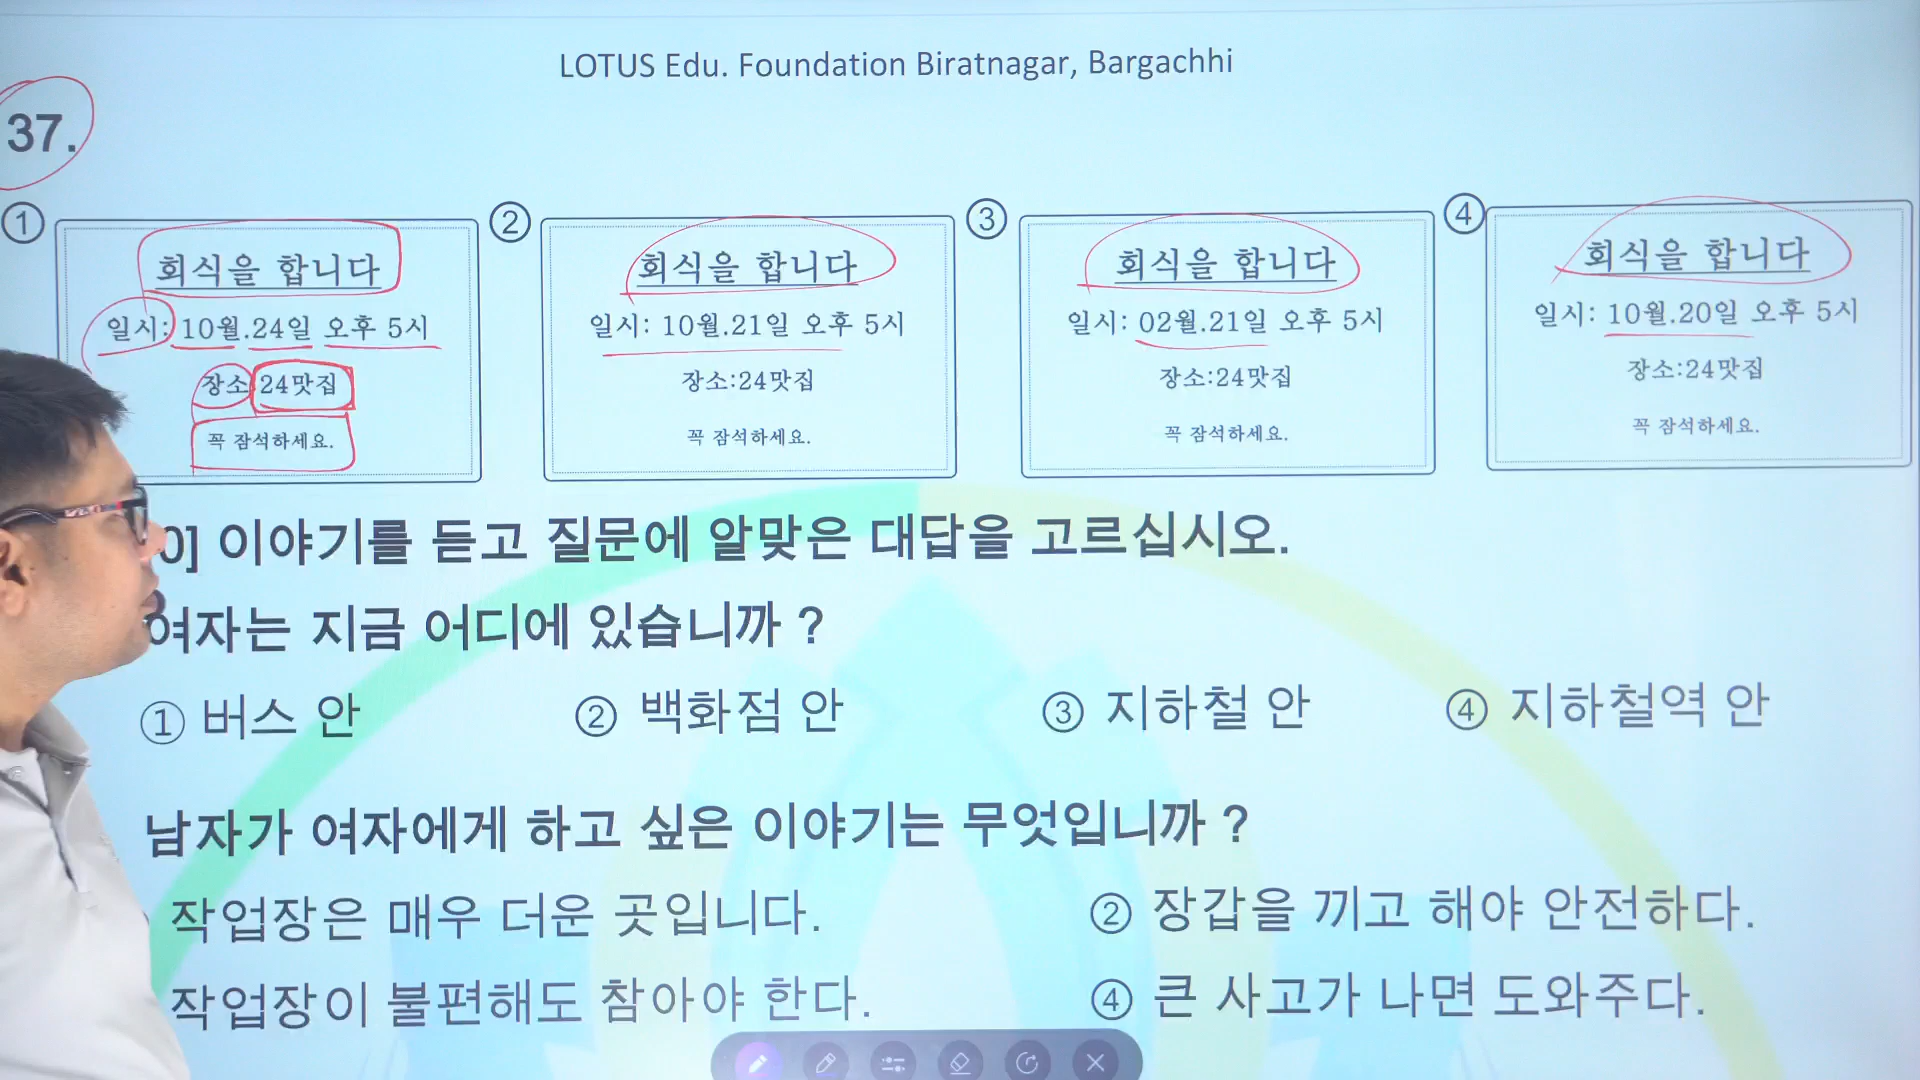 LOTUS Edu. Foundation Biratnagar, Bargachhi
37.
①
회식을 합니다
일시: 10월.24일 오후 5시
장소 24맛집
꼭 잠석하세요.
②
회식을 합니다
일시: 10월.21일 오후 5시
장소:24맛집
꼭 잠석하세요.
③
회식을 합니다
일시: 02월.21일 오후 5시
장소:24맛집
꼭 잠석하세요.
④
회식을 합니다
일시: 10월.20일 오후 5시
장소:24맛집
꼭 잠석하세요.
0] 이야기를 듣고 질문에 알맞은 대답을 고르십시오.
여자는 지금 어디에 있습니까 ?
① 버스 안 ② 백화점 안 ③ 지하철 안 ④ 지하철역 안
남자가 여자에게 하고 싶은 이야기는 무엇입니까 ?
작업장은 매우 더운 곳입니다. ② 장갑을 끼고 해야 안전하다.
작업장이 불편해도 참아야 한다. ④ 큰 사고가 나면 도와주다.